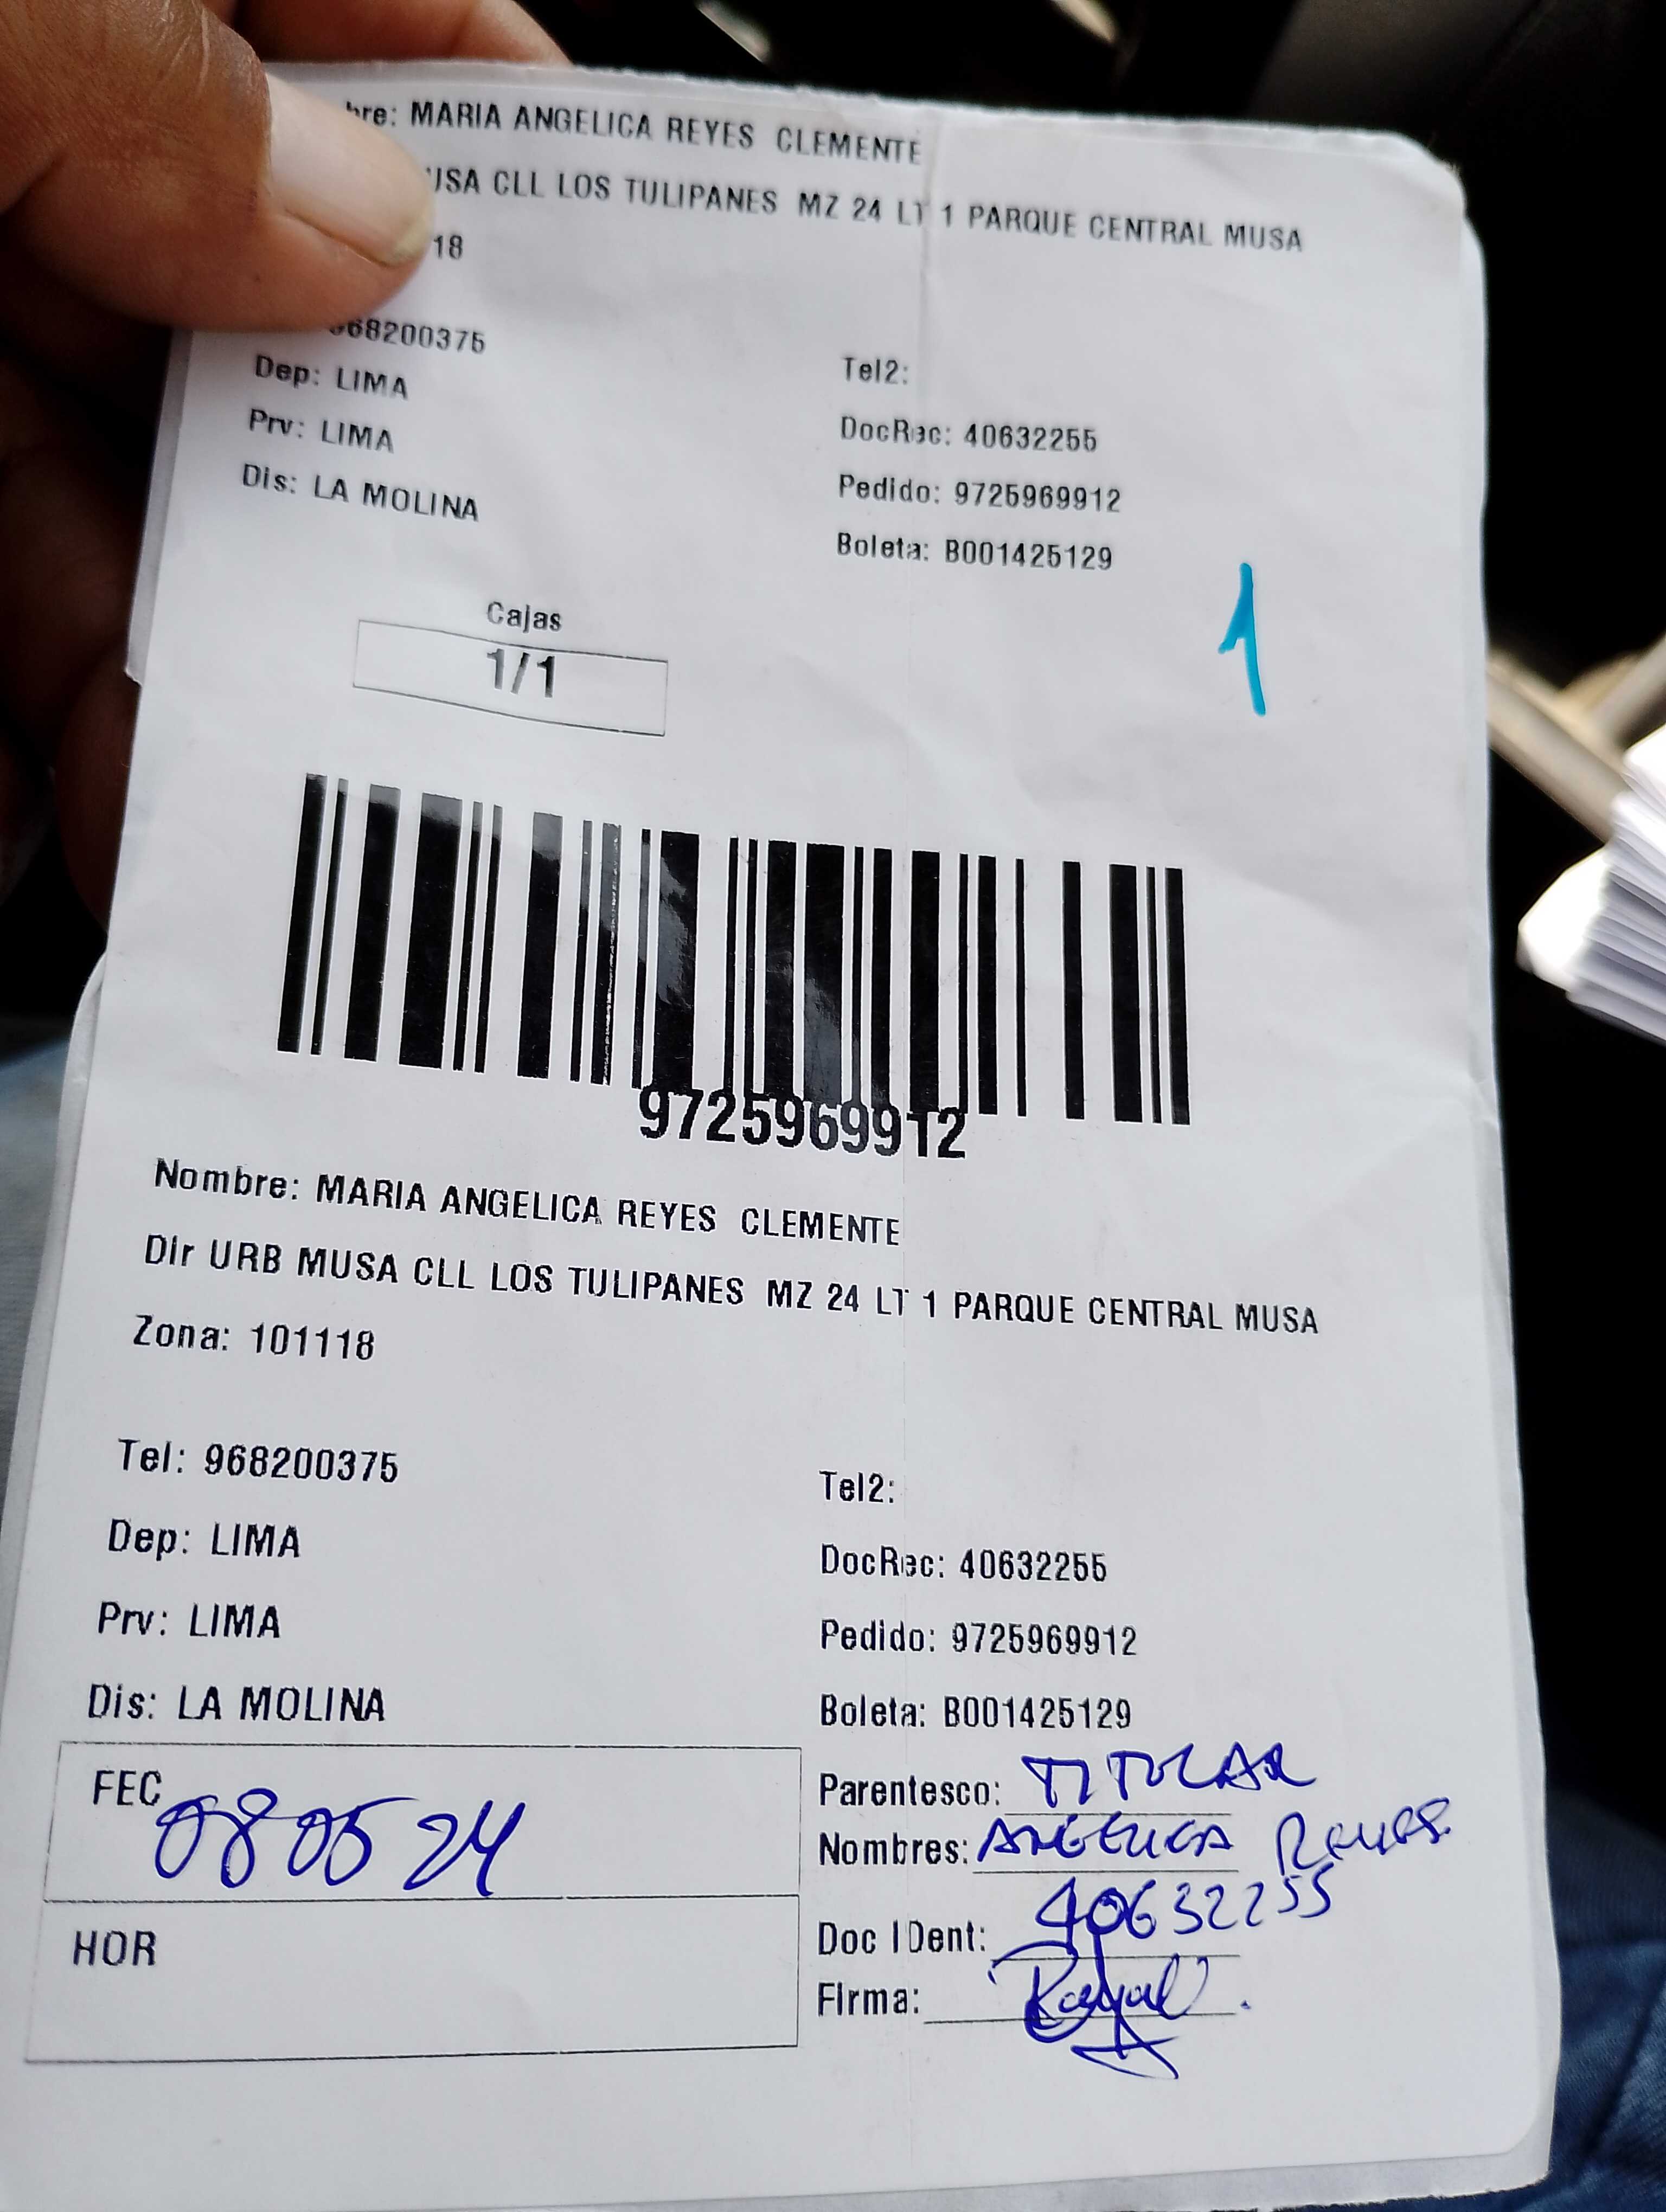 bre: MARIA ANGELICA REYES CLEMENTE
USA CLL LOS TULIPANES MZ 24 LT 1 PARQUE CENTRAL MUSA
18
968200375
Tel2:
Dep: LIMA
DocRec: 40632255
Prv: LIMA
Pedido: 9725969912
Dis: LA MOLINA
Boleta: B001425129
1
Cajas
1/1
9725969912
Nombre: MARIA ANGELICA REYES CLEMENTE
Dir URB MUSA CLL LOS TULIPANES MZ 24 LT 1 PARQUE CENTRAL MUSA
Zona: 101118
Tel: 968200375
Tel2:
Dep: LIMA
DocRec: 40632255
Prv: LIMA
Pedido: 9725969912
Dis: LA MOLINA
Boleta: B001425129
FEC 080524
Parentesco: TITULAR
Nombres: ANGELICA Reyes
HOR
Doc IDent: 40632255
Firma: